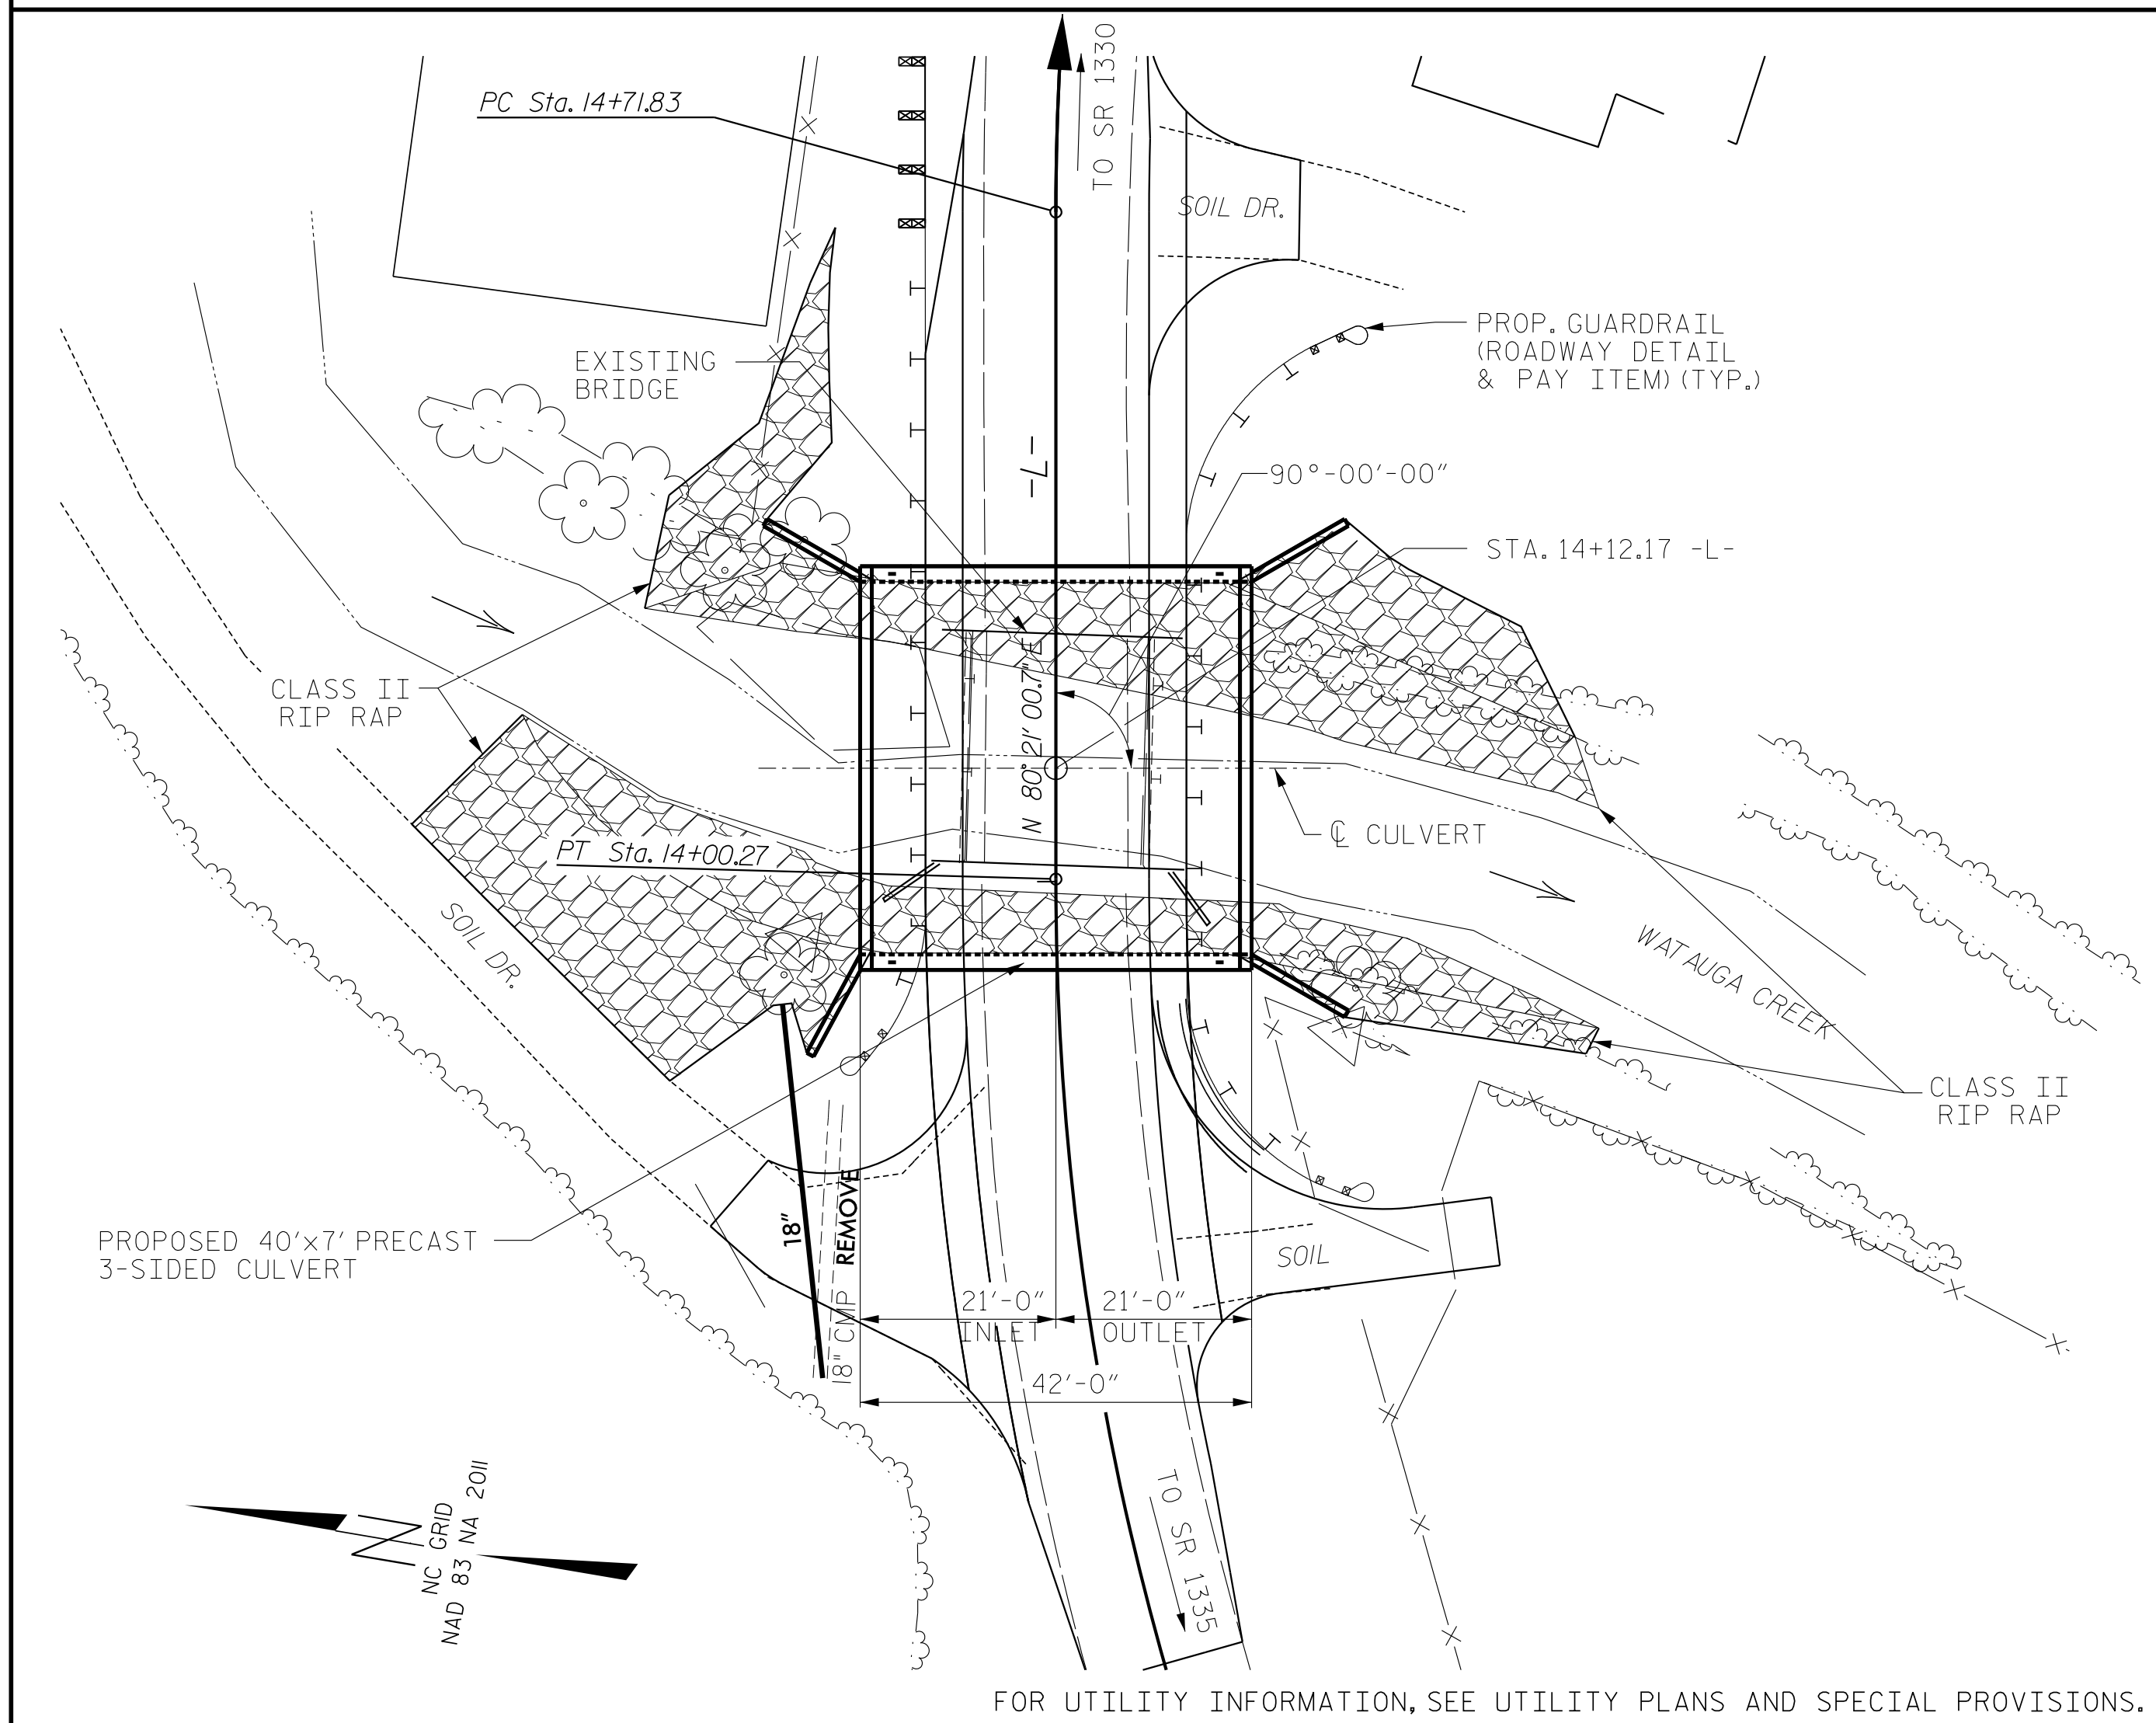 PC Sta. 14+71.83
TO SR 1330
SOIL DR.
PROP. GUARDRAIL
(ROADWAY DETAIL
& PAY ITEM) (TYP.)
EXISTING
BRIDGE
-L-
90°-00'-00"
STA. 14+12.17 -L-
N 80° 21' 00.7" E
CLASS II
RIP RAP
℄ CULVERT
PT Sta. 14+00.27
SOIL DR.
WATAUGA CREEK
CLASS II
RIP RAP
PROPOSED 40'x7' PRECAST
3-SIDED CULVERT
18"
REMOVE
18" CMP
SOIL
21'-0"
INLET
21'-0"
OUTLET
42'-0"
NC GRID
NAD 83 NA 2011
TO SR 1335
FOR UTILITY INFORMATION, SEE UTILITY PLANS AND SPECIAL PROVISIONS.